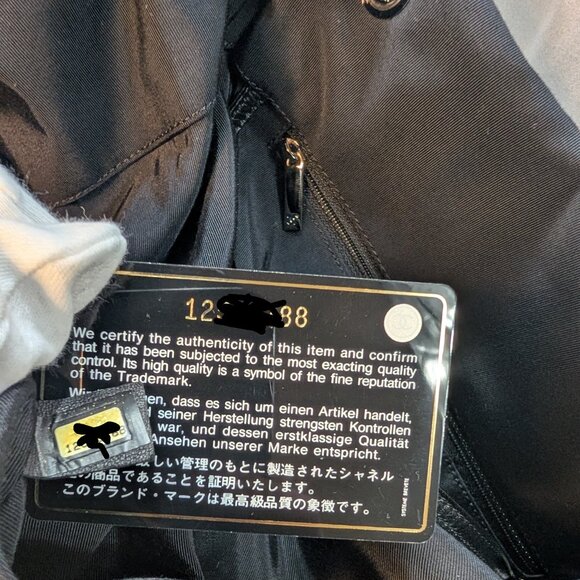 12 88
We certify the authenticity of this item and confirm
that it has been subjected to the most exacting quality
control. Its high quality is a symbol of the fine reputation
of the Trademark.
dass es sich um einen Artikel handelt,
seiner Herstellung strengsten Kontrollen
war, und dessen erstklassige Qualität
Ansehen unserer Marke entspricht.
しい管理のもとに製造されたシャネル
の商品であることを証明いたします。
このブランド・マークは最高級品質の象徴です。